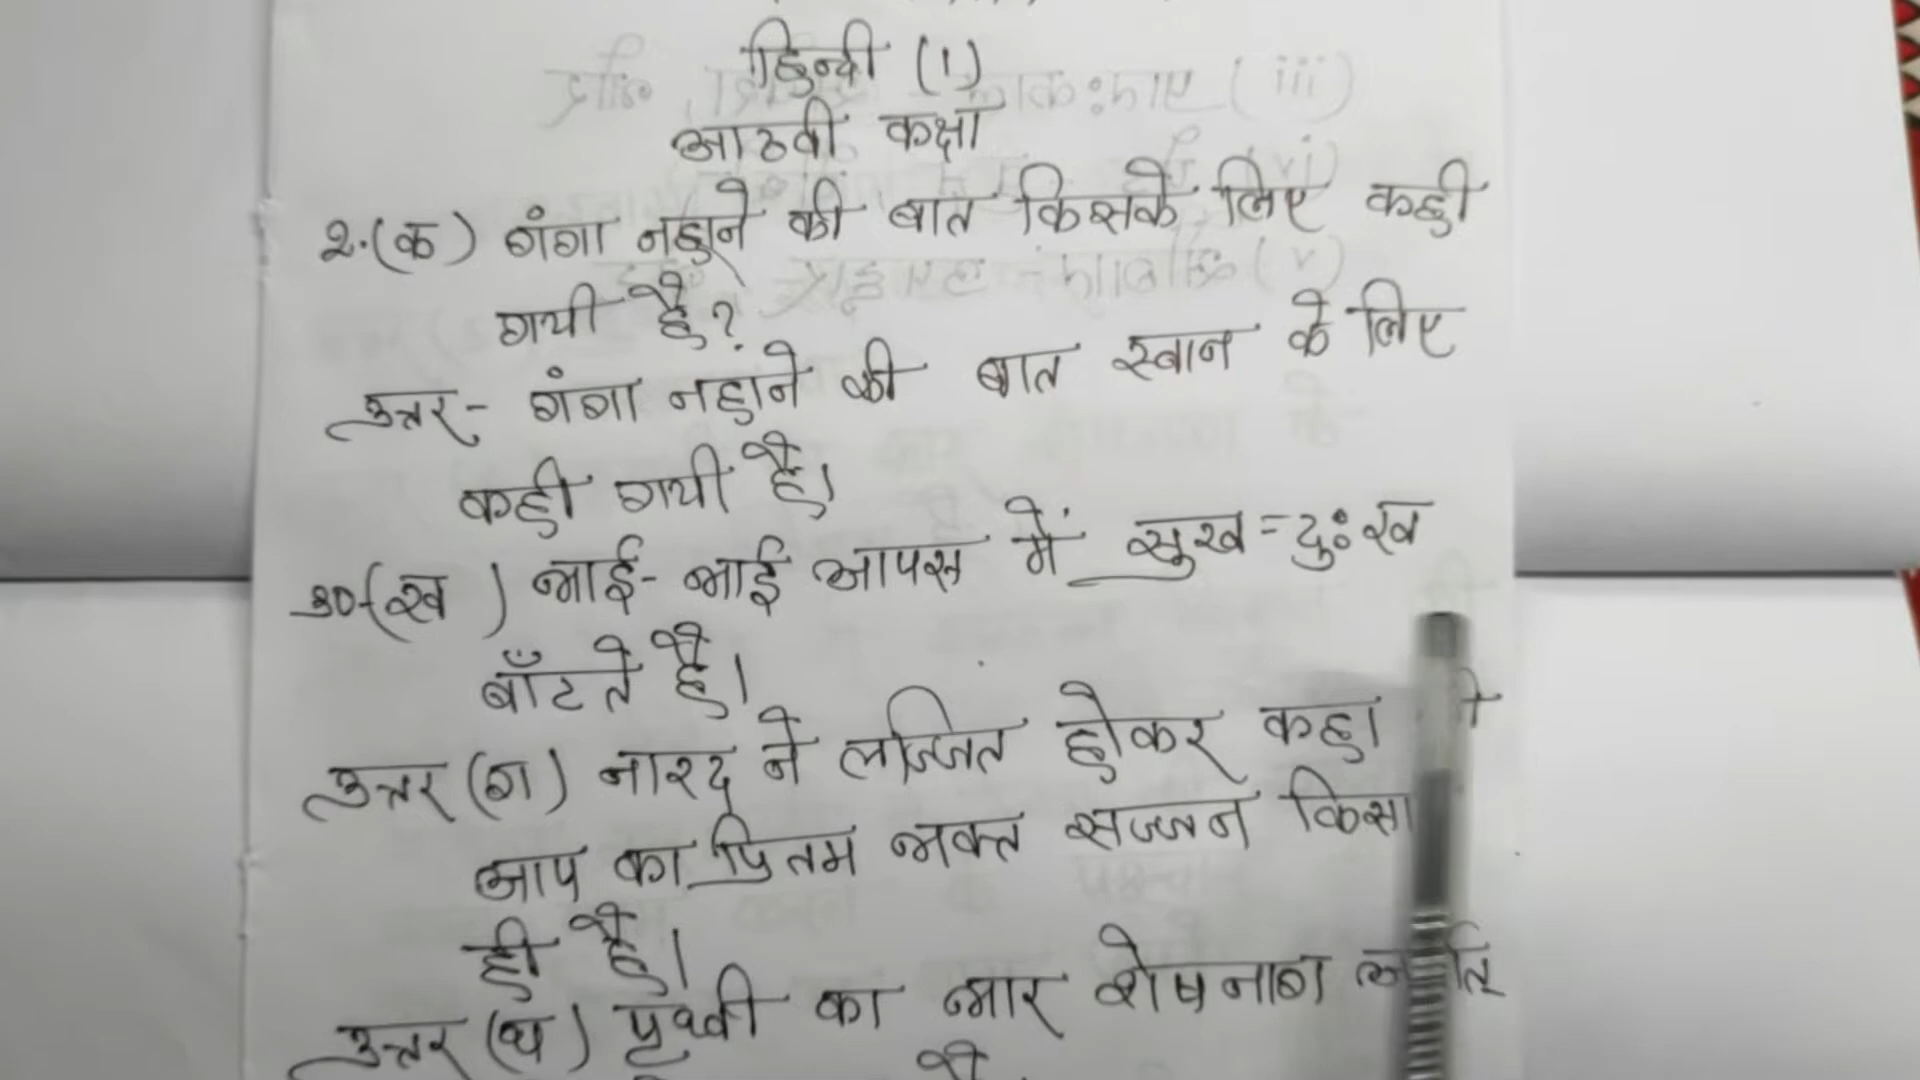 हिन्दी (1)
आठवी कक्षा
2.(क) गंगा नहाने की बात किसके लिए कही
गयी है?
उत्तर- गंगा नहाने की बात स्वान के लिए
कही गयी है।
उ0-(ख) भाई-भाई आपस में सुख=दुःख
बाँटते है।
उत्तर (ग) नारद ने लज्जित होकर कहा
आप का प्रितम भक्त सज्जन
ही है।
उत्तर (घ) पृथ्वी का भार शेषनाग